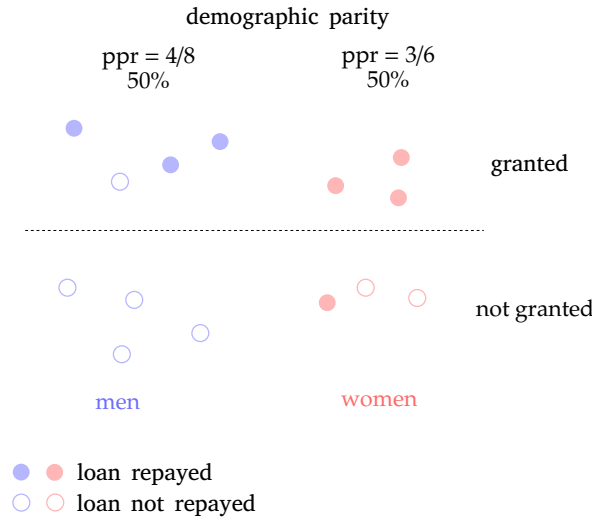 demographic parity
ppr = 4/8
50%
ppr = 3/6
50%
granted
not granted
men
women
loan repayed
loan not repayed